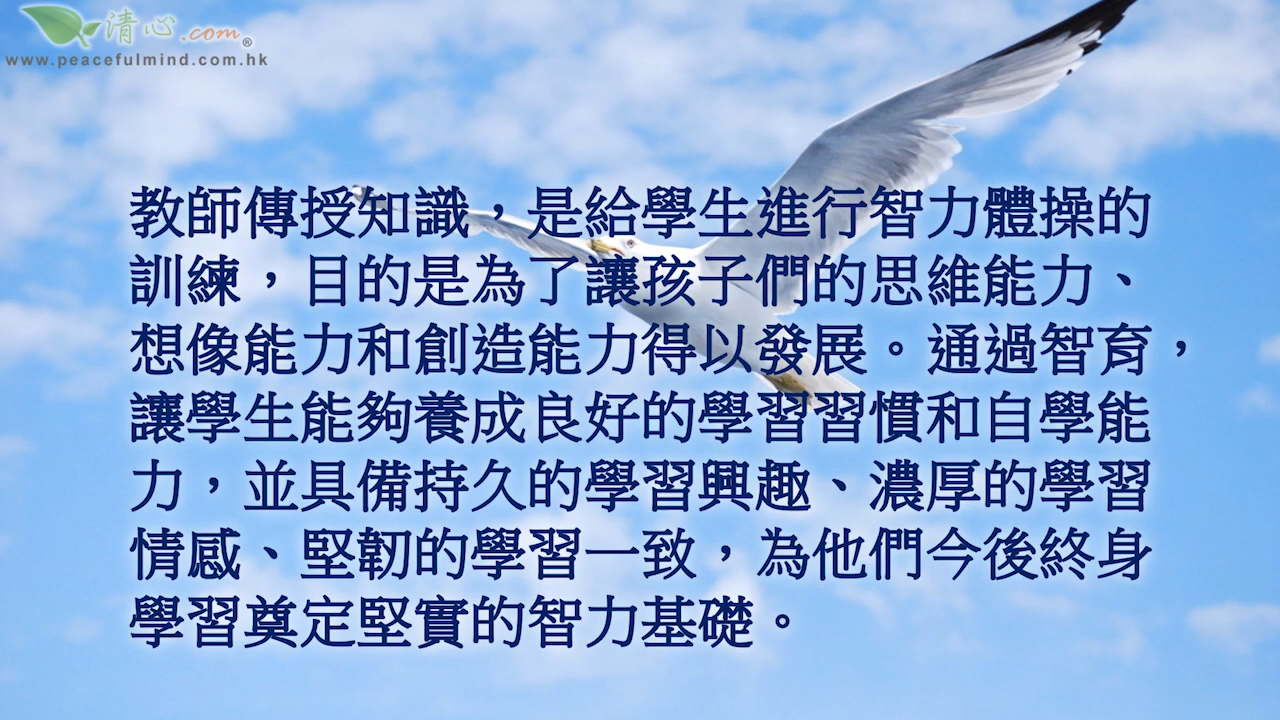 清心.com®
www.peacefulmind.com.hk
教師傳授知識，是給學生進行智力體操的
訓練，目的是為了讓孩子們的思維能力、
想像能力和創造能力得以發展。通過智育，
讓學生能夠養成良好的學習習慣和自學能
力，並具備持久的學習興趣、濃厚的學習
情感、堅韌的學習一致，為他們今後終身
學習奠定堅實的智力基礎。